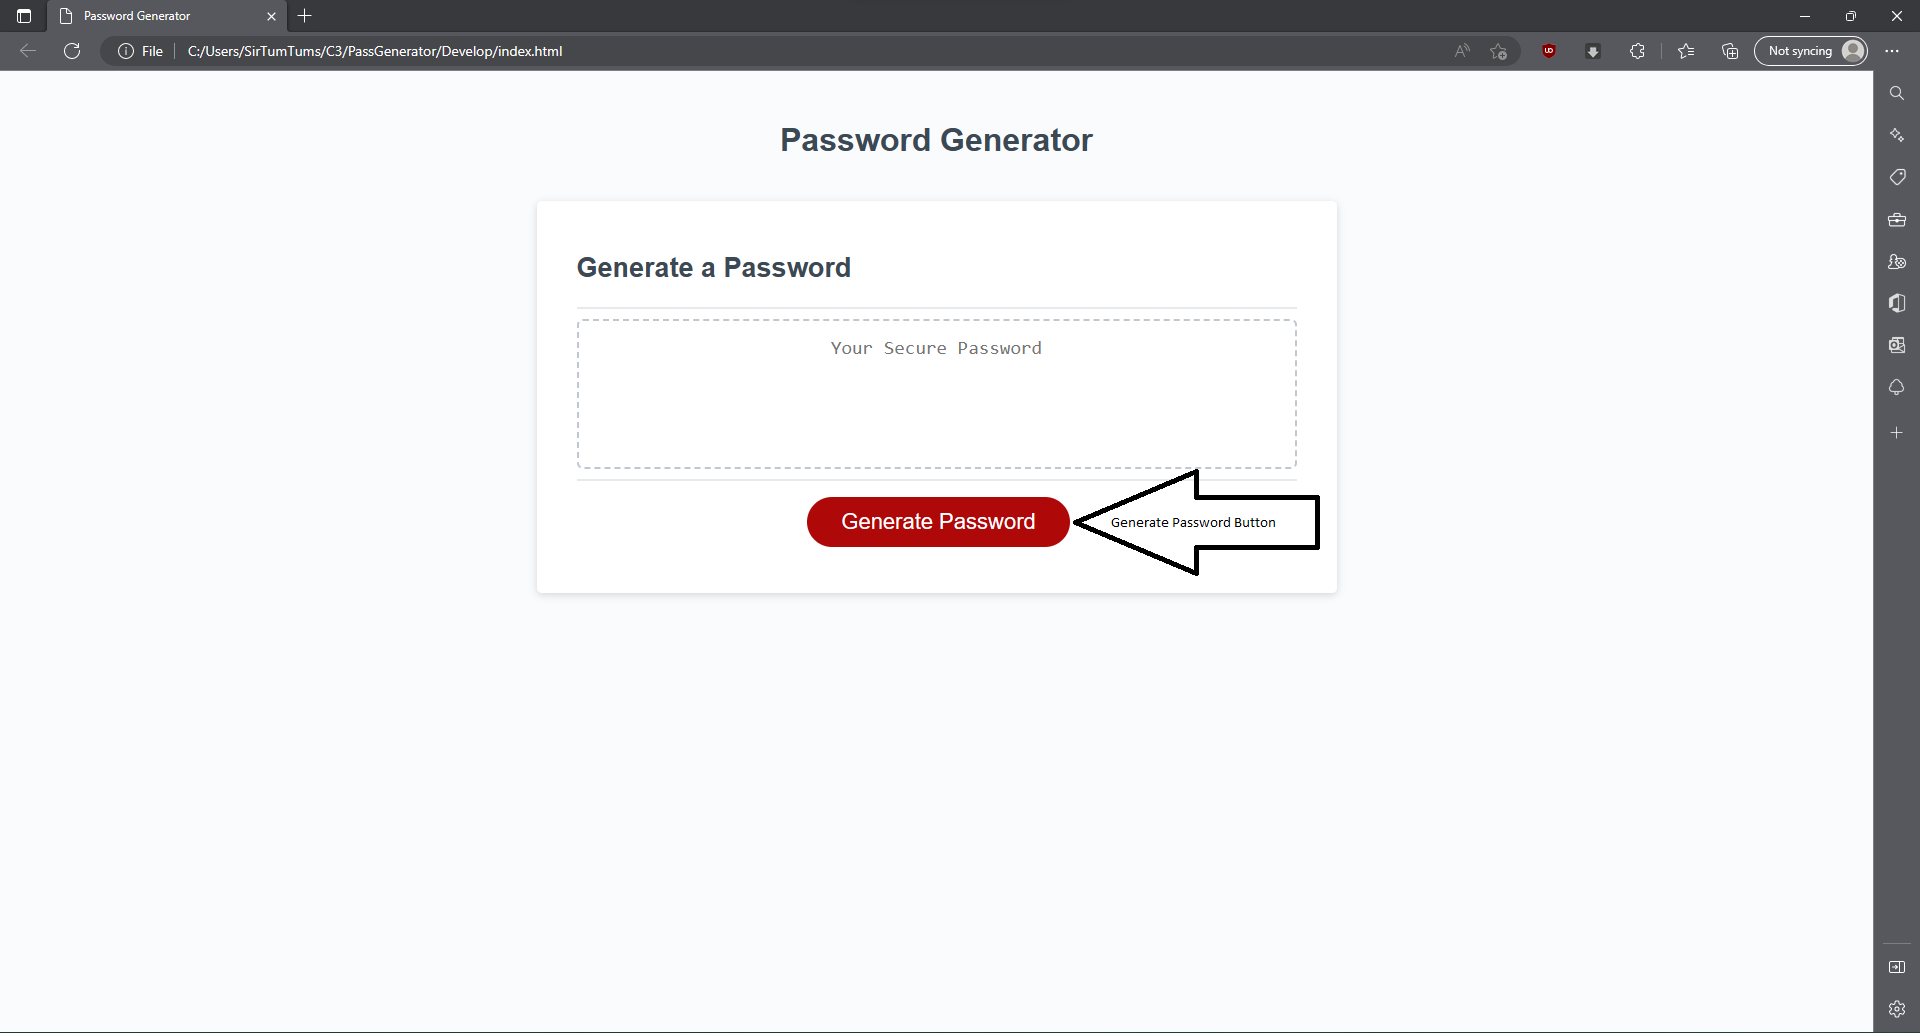 Password Generator
File C:/Users/SirTumTums/C3/PassGenerator/Develop/index.html
Not syncing
Password Generator
Generate a Password
Your Secure Password
Generate Password
Generate Password Button